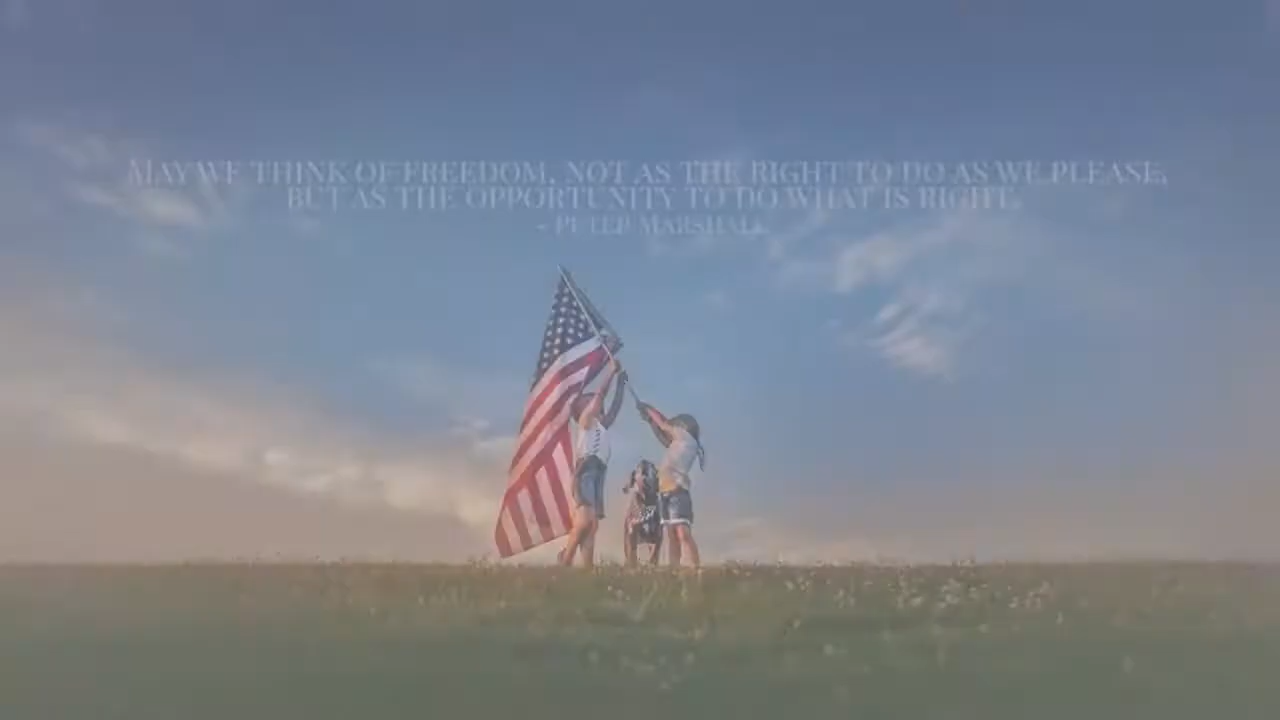 MAY WE THINK OF FREEDOM, NOT AS THE RIGHT TO DO AS WE PLEASE,
BUT AS THE OPPORTUNITY TO DO WHAT IS RIGHT.
- PETER MARSHALL